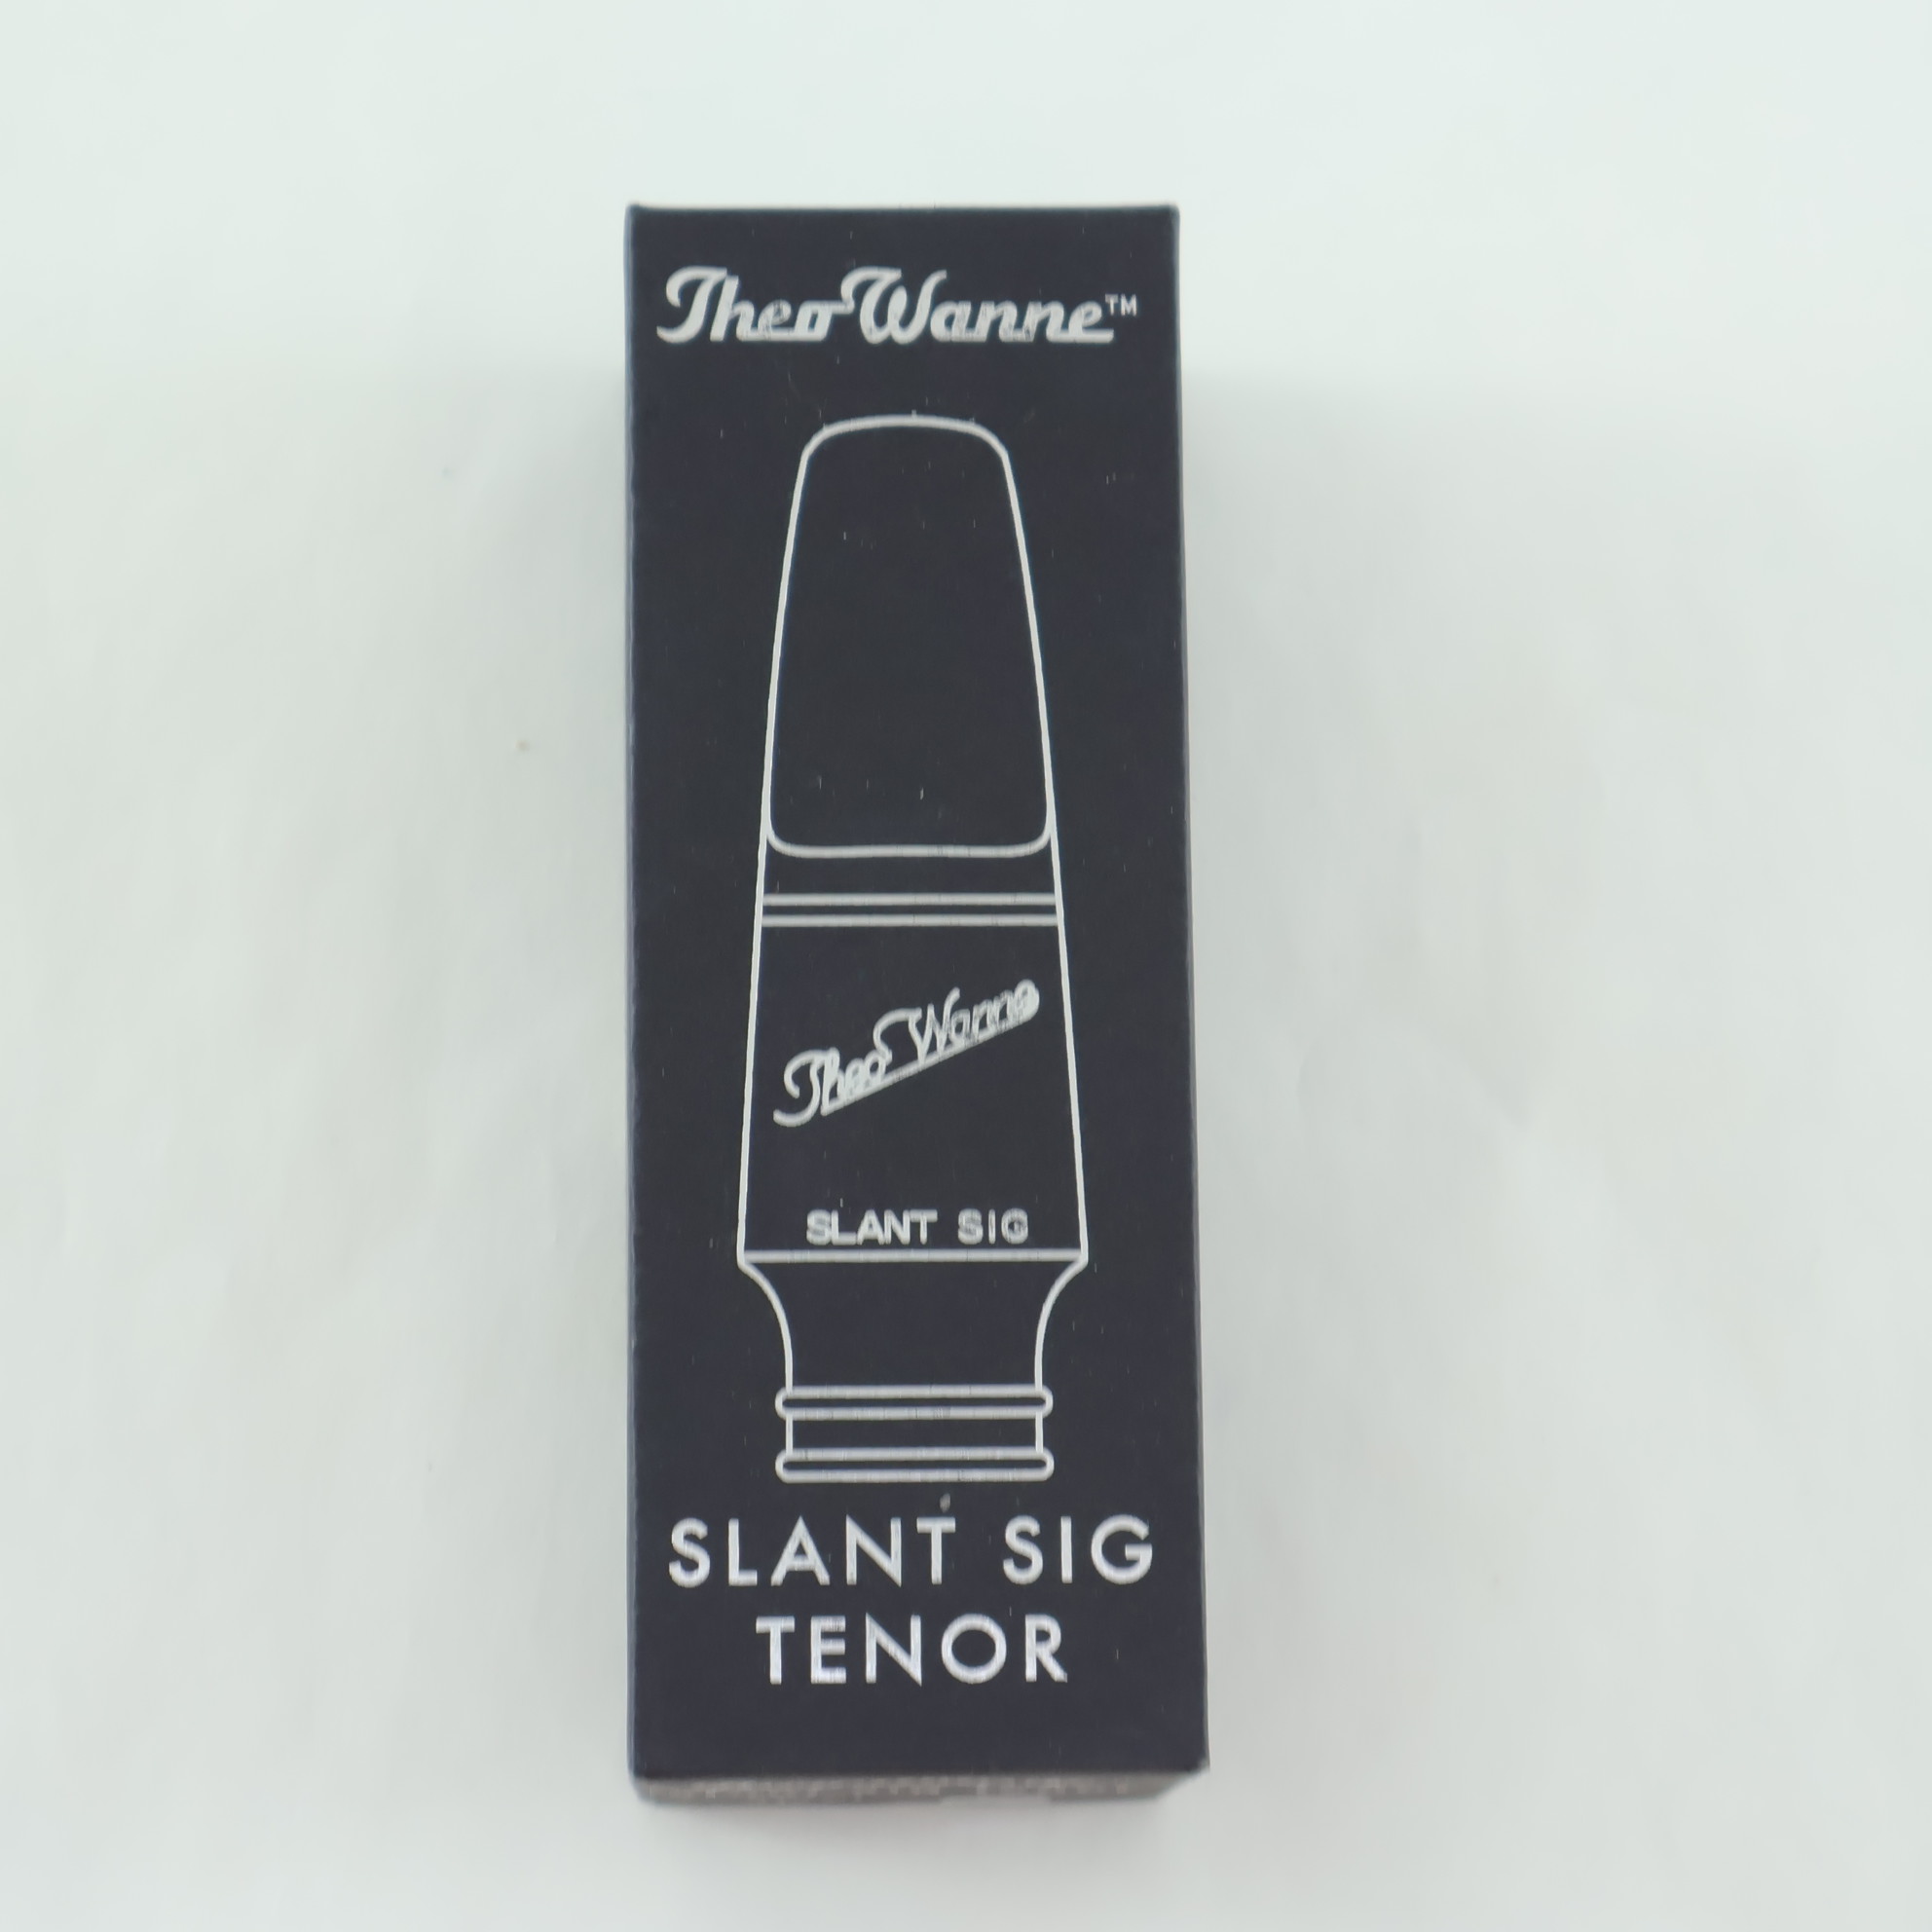 Theo Wanne™
Theo Wanne
SLANT SIG
SLANT SIG
TENOR